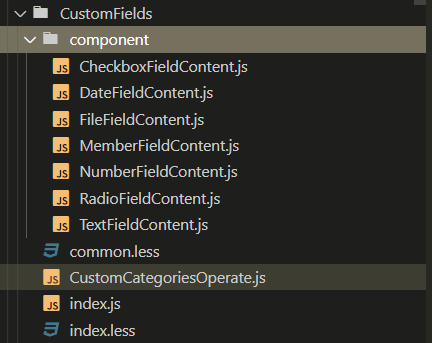 CustomFields
component
JS CheckboxFieldContent.js
JS DateFieldContent.js
JS FileFieldContent.js
JS MemberFieldContent.js
JS NumberFieldContent.js
JS RadioFieldContent.js
JS TextFieldContent.js
common.less
JS CustomCategoriesOperate.js
JS index.js
index.less